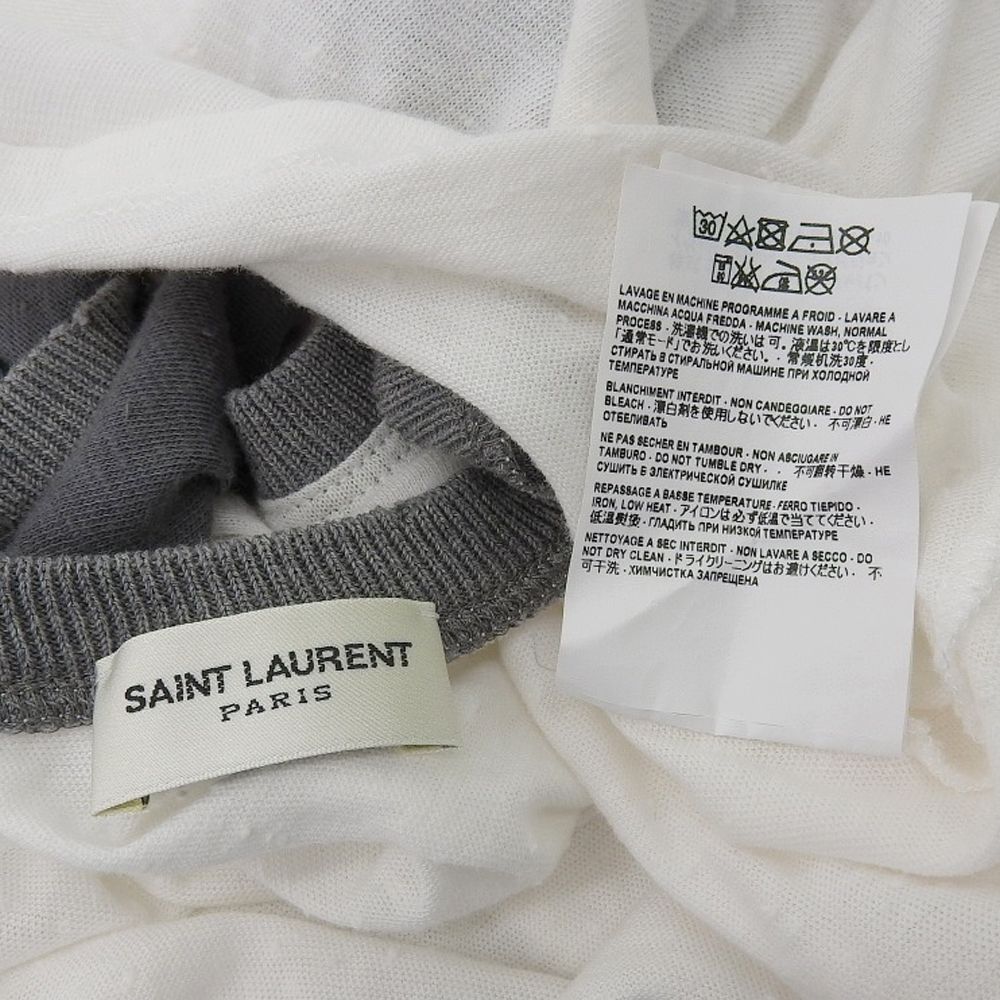 SAINT LAURENT
PARIS
30
LAVAGE EN MACHINE PROGRAMME A FROID - LAVARE A
MACCHINA ACQUA FREDDA - MACHINE WASH, NORMAL
PROCESS - 洗濯機での洗いは可。液温は30℃を限度とし
「通常モード」でお洗いください。. 常规机洗30度 -
СТИРАТЬ В СТИРАЛЬНОЙ МАШИНЕ ПРИ ХОЛОДНОЙ
ТЕМПЕРАТУРЕ
BLANCHIMENT INTERDIT - NON CANDEGGIARE - DO NOT
BLEACH - 漂白剤を使用しないでください - 不可漂白 - НЕ
ОТБЕЛИВАТЬ
NE PAS SECHER EN TAMBOUR - NON ASCIUGARE IN
TAMBURO - DO NOT TUMBLE DRY - . 不可翻转干燥 - НЕ
СУШИТЬ В ЭЛЕКТРИЧЕСКОЙ СУШИЛКЕ
REPASSAGE A BASSE TEMPERATURE - FERRO TIEPIDO -
IRON, LOW HEAT - アイロンは必ず低温で当ててください -
低温熨烫 - ГЛАДИТЬ ПРИ НИЗКОЙ ТЕМПЕРАТУРЕ
NETTOYAGE A SEC INTERDIT - NON LAVARE A SECCO - DO
NOT DRY CLEAN - ドライクリーニングはお避けください - 不
可干洗 - ХИМЧИСТКА ЗАПРЕЩЕНА